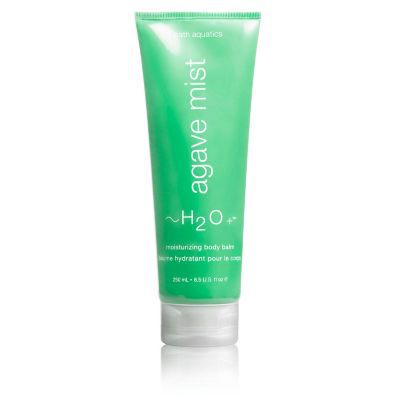 bath aquatics
agave mist
~H2O+™
moisturizing body balm
baume hydratant pour le corps
250 mL • 8.5 U.S. fl oz ℮